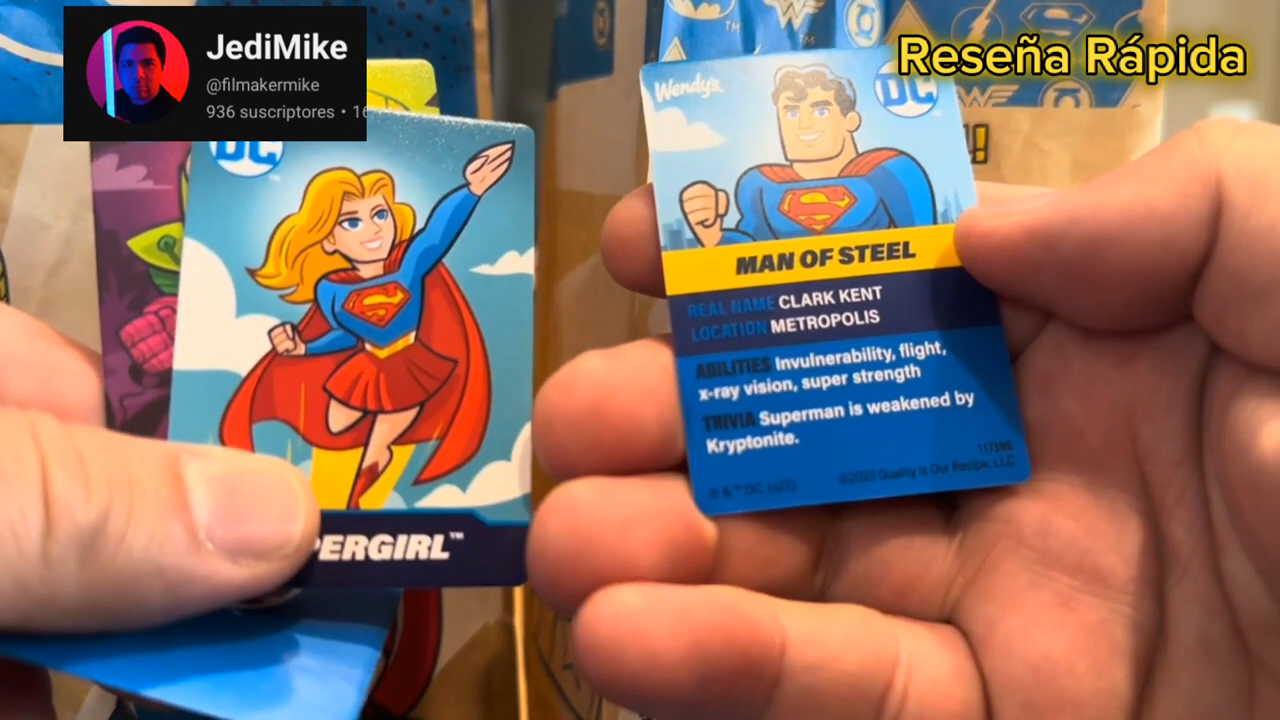 JediMike
@filmakermike
936 suscriptores • 16
Reseña Rápida
DC
PERGIRL™
Wendy's
DC
MAN OF STEEL
REAL NAME CLARK KENT
LOCATION METROPOLIS
ABILITIES Invulnerability, flight,
x-ray vision, super strength
TRIVIA Superman is weakened by
Kryptonite.
©2023 Quality is Our Recipe, LLC
TM